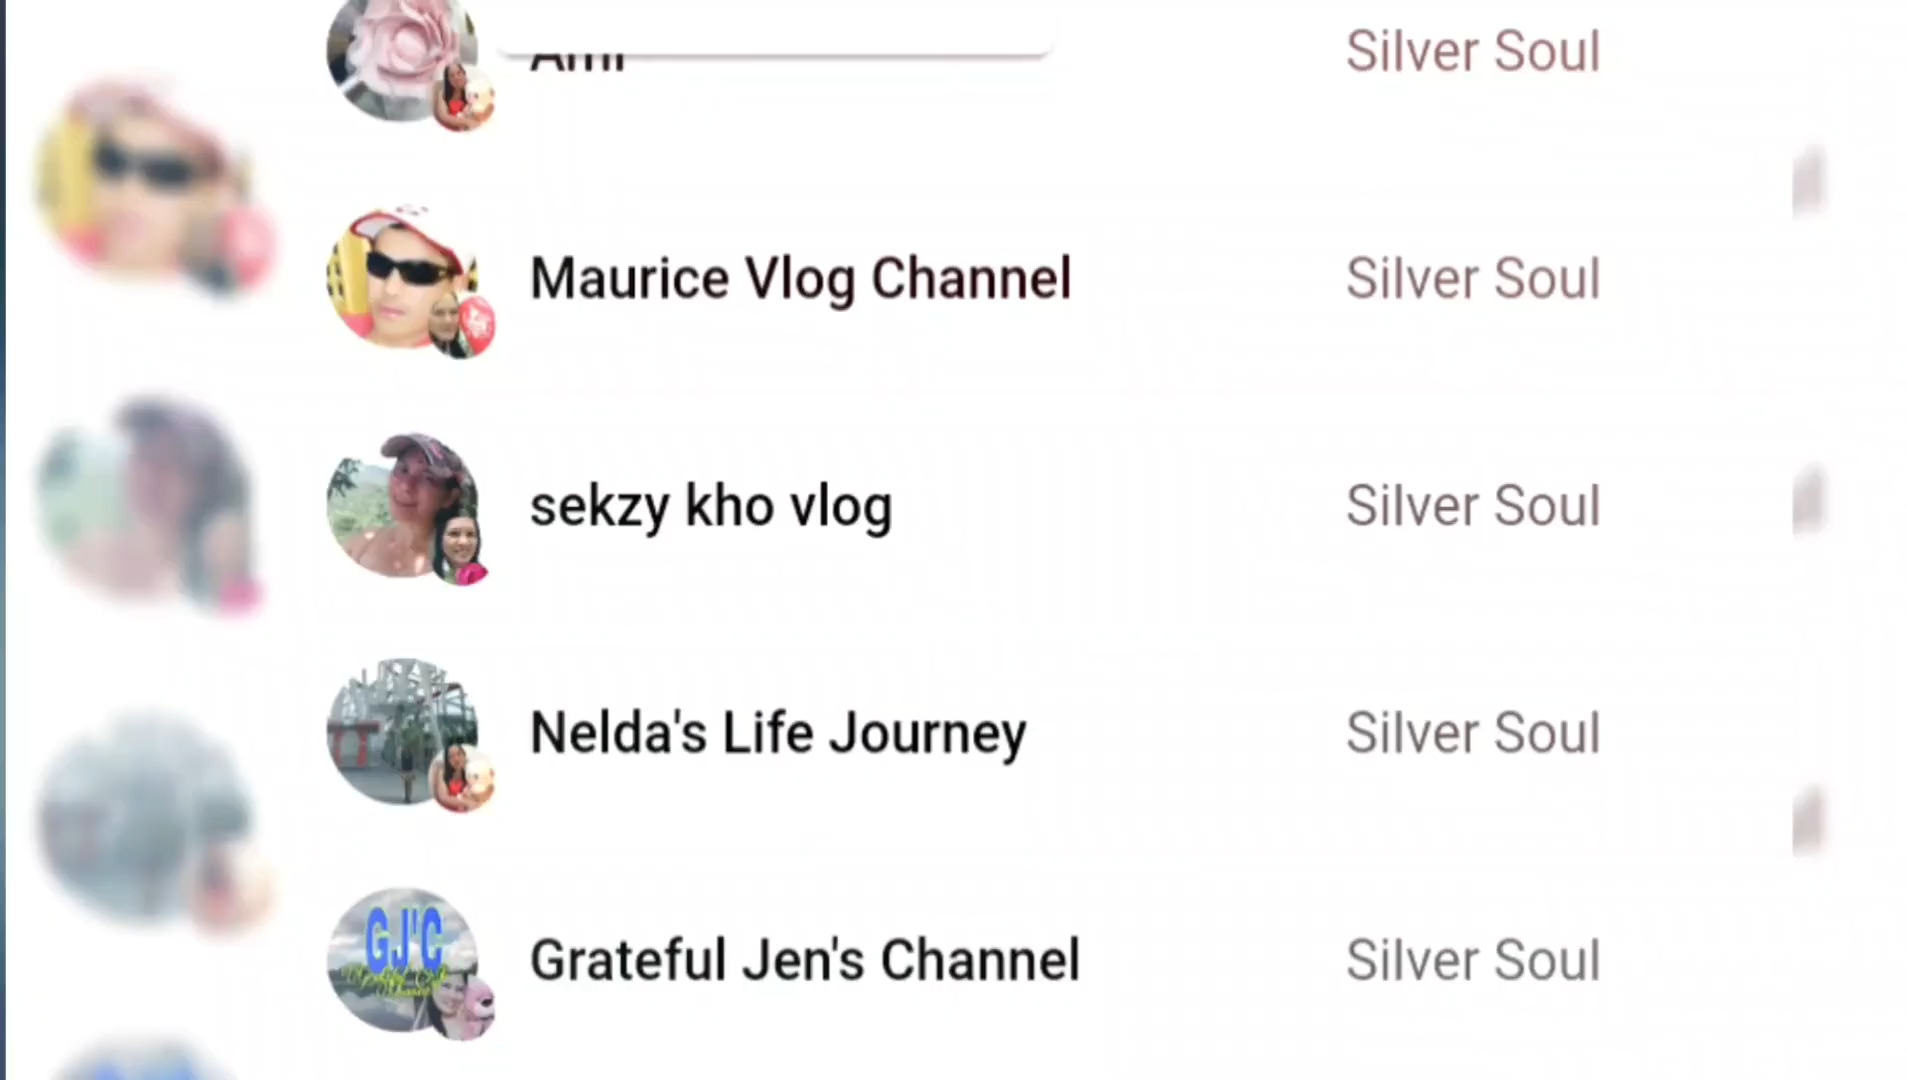 Ami Silver Soul
Maurice Vlog Channel Silver Soul
sekzy kho vlog Silver Soul
Nelda's Life Journey Silver Soul
GJ'C
Grateful Jen's Channel Silver Soul